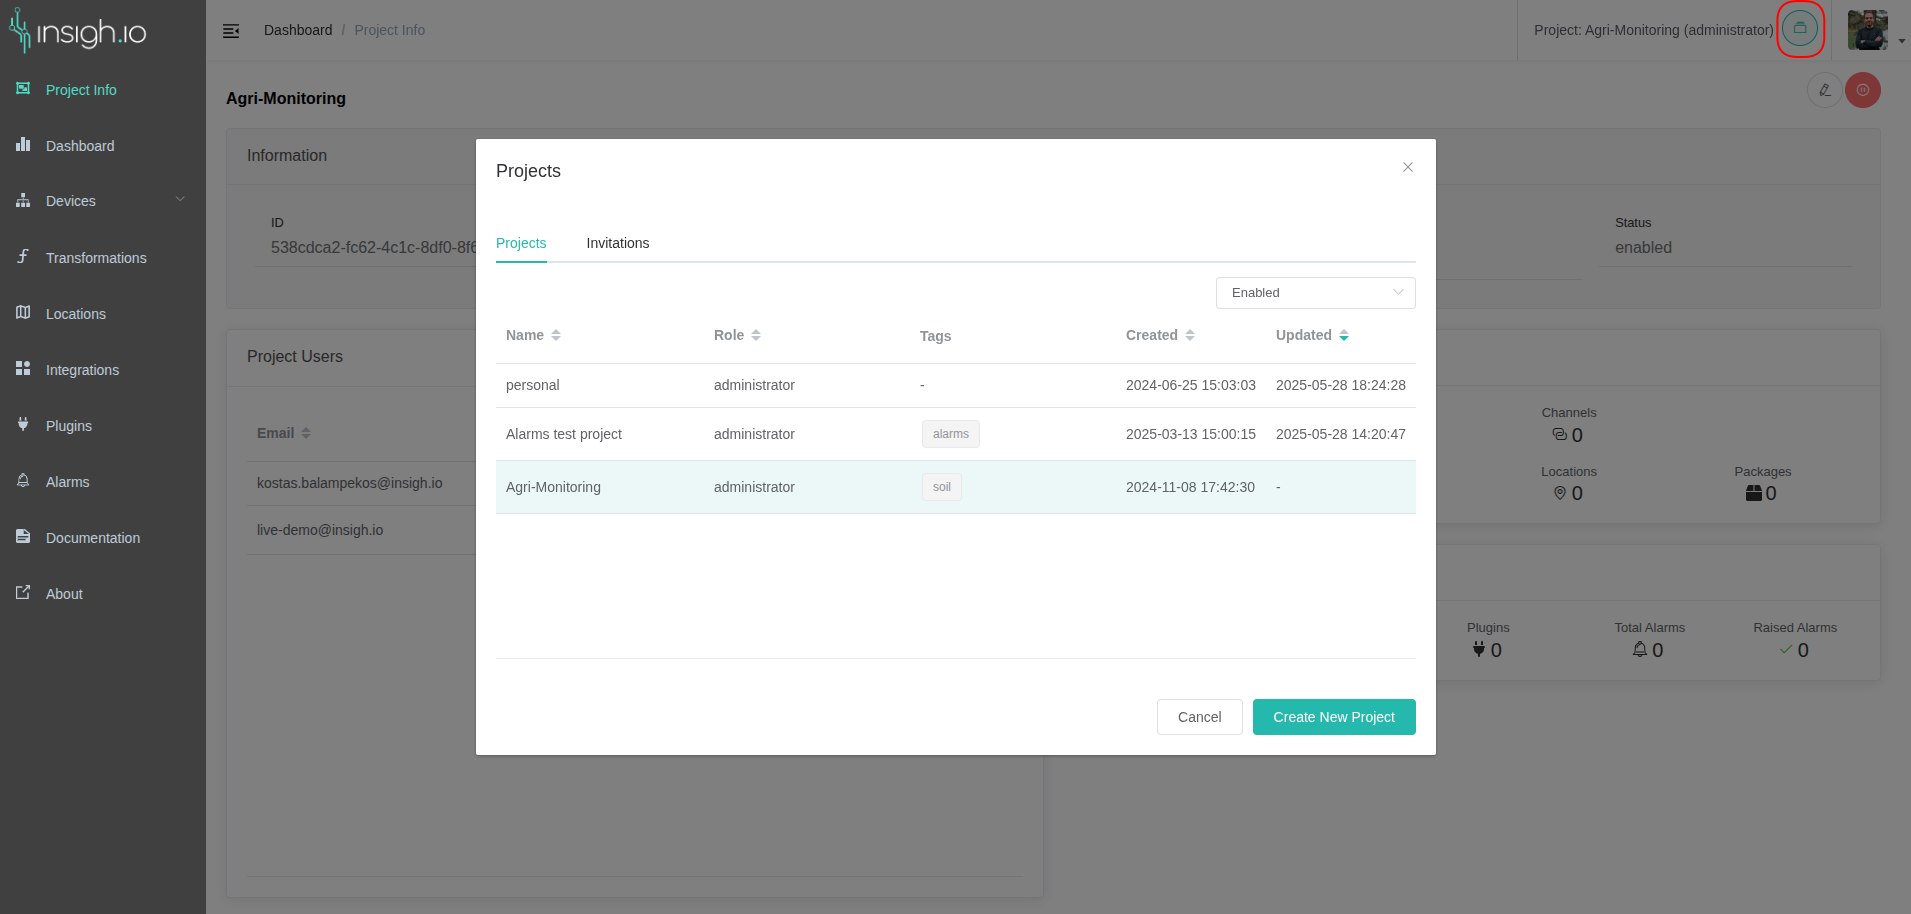 insigh.io
Dashboard / Project Info
Project: Agri-Monitoring (administrator)
Project Info
Dashboard
Devices
Transformations
Locations
Integrations
Plugins
Alarms
Documentation
About
Agri-Monitoring
Information
ID
538cdca2-fc62-4c1c-8df0-8f6
Status
enabled
Project Users
Email
kostas.balampekos@insigh.io
live-demo@insigh.io
Projects
Projects Invitations
Enabled
Name Role Tags Created Updated
personal administrator - 2024-06-25 15:03:03 2025-05-28 18:24:28
Alarms test project administrator alarms 2025-03-13 15:00:15 2025-05-28 14:20:47
Agri-Monitoring administrator soil 2024-11-08 17:42:30 -
Cancel Create New Project
Channels
0
Locations Packages
0 0
Plugins Total Alarms Raised Alarms
0 0 0